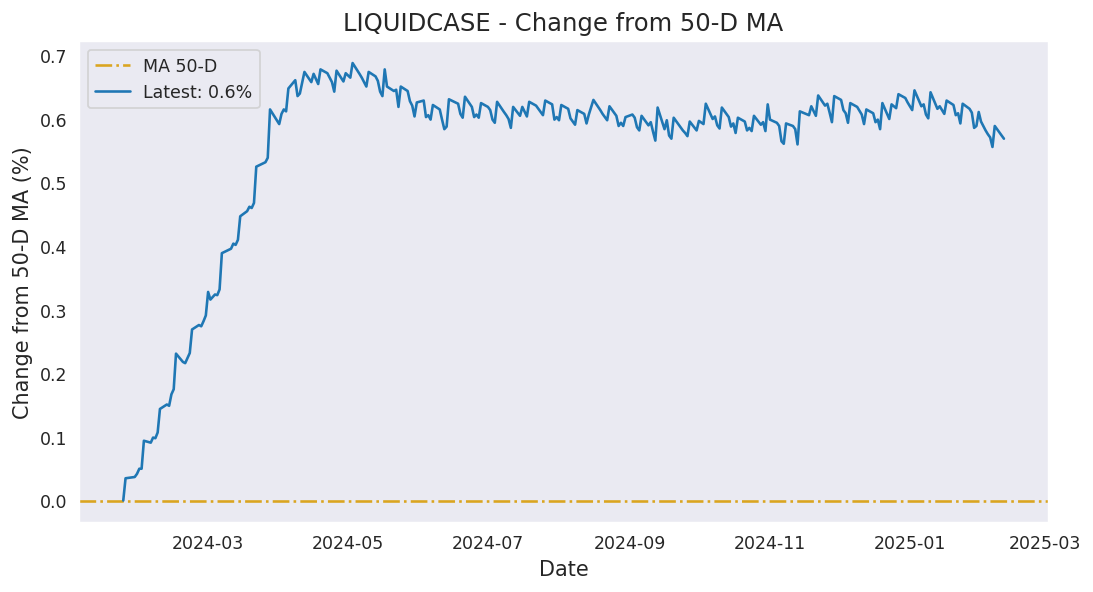 LIQUIDCASE - Change from 50-D MA
MA 50-D
Latest: 0.6%
Change from 50-D MA (%)
0.7
0.6
0.5
0.4
0.3
0.2
0.1
0.0
2024-03 2024-05 2024-07 2024-09 2024-11 2025-01 2025-03
Date